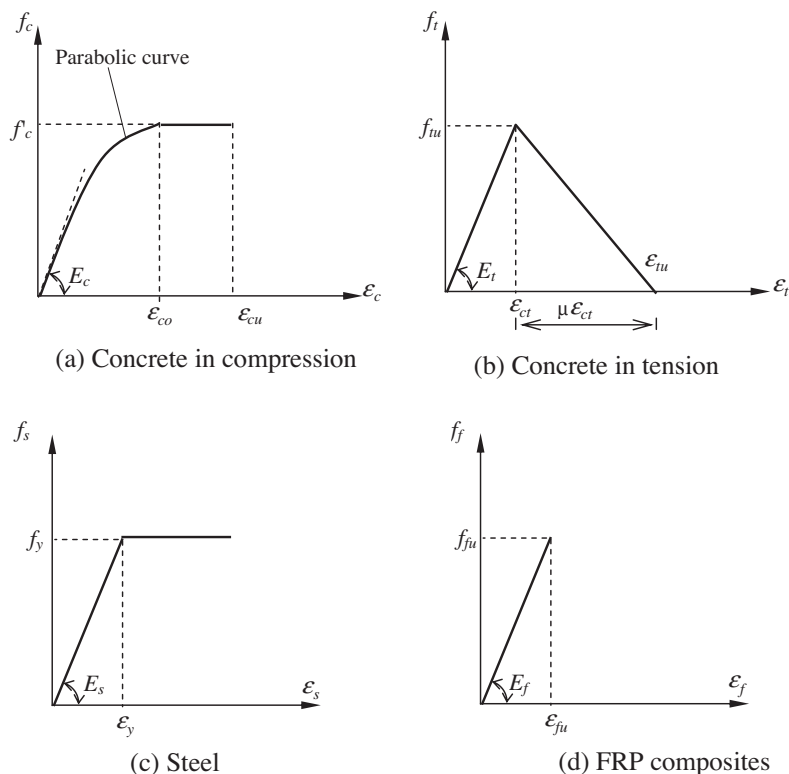 f_c
Parabolic curve
f'_c
E_c
ε_c
ε_co
ε_cu
(a) Concrete in compression
f_t
f_tu
E_t
ε_tu
ε_t
ε_ct
με_ct
(b) Concrete in tension
f_s
f_y
E_s
ε_s
ε_y
(c) Steel
f_f
f_fu
E_f
ε_f
ε_fu
(d) FRP composites